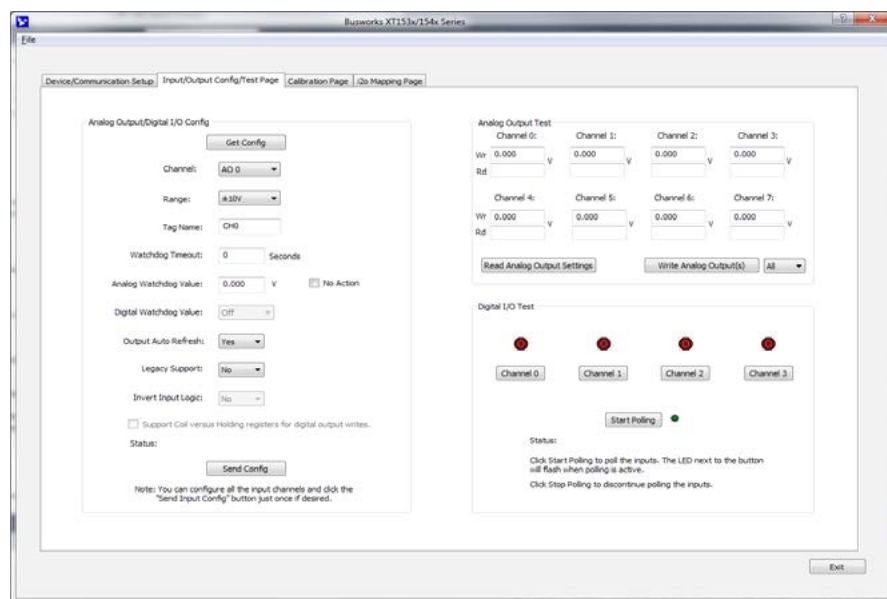 Busworks XT153x/154x Series
File
Device/Communication Setup
Input/Output Config/Test Page
Calibration Page
i2o Mapping Page
Analog Output/Digital I/O Config
Get Config
Channel: AO 0
Range: ±10V
Tag Name: CH0
Watchdog Timeout: 0 Seconds
Analog Watchdog Value: 0.000 V No Action
Digital Watchdog Value: Off
Output Auto Refresh: Yes
Legacy Support: No
Invert Input Logic: No
Support Coil versus Holding registers for digital output writes.
Status:
Send Config
Note: You can configure all the input channels and click the
"Send Input Config" button just once if desired.
Analog Output Test
Channel 0: Channel 1: Channel 2: Channel 3:
Wr 0.000 V 0.000 V 0.000 V 0.000 V
Rd
Channel 4: Channel 5: Channel 6: Channel 7:
Wr 0.000 V 0.000 V 0.000 V 0.000 V
Rd
Read Analog Output Settings Write Analog Output(s) All
Digital I/O Test
Channel 0 Channel 1 Channel 2 Channel 3
Start Polling
Status:
Click Start Polling to poll the inputs. The LED next to the button
will flash when polling is active.
Click Stop Polling to discontinue polling the inputs.
Exit